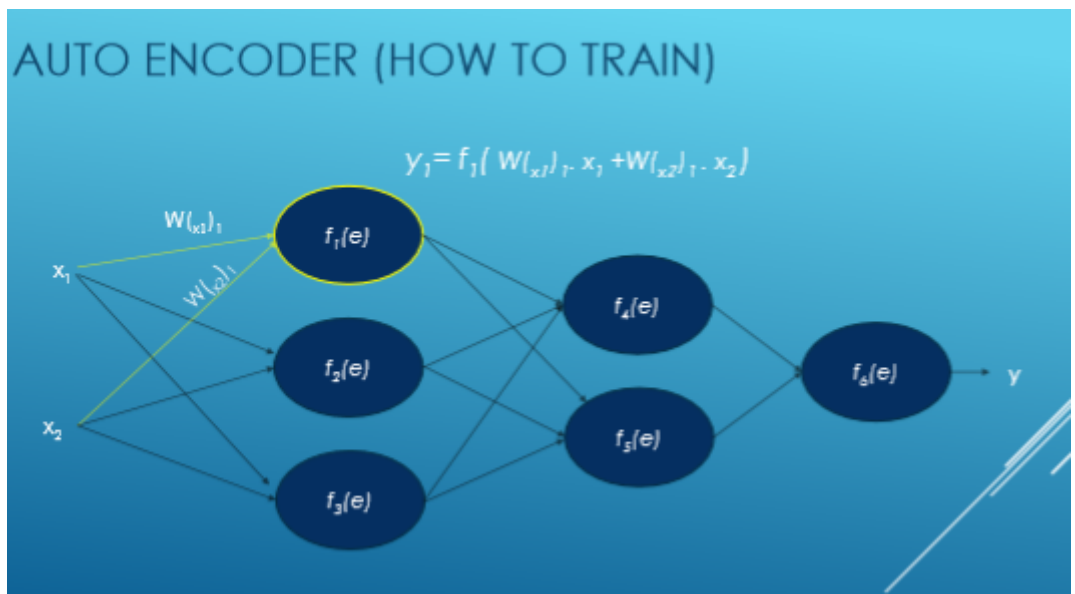 AUTO ENCODER (HOW TO TRAIN)
y₁= f₁( W(ₓ₁)₁· x₁ +W(ₓ₂)₁ · x₂)
W(ₓ₁)₁
f₁(e)
x₁
W(ₓ₂)₁
f₄(e)
f₂(e)
f₆(e)
y
x₂
f₅(e)
f₃(e)